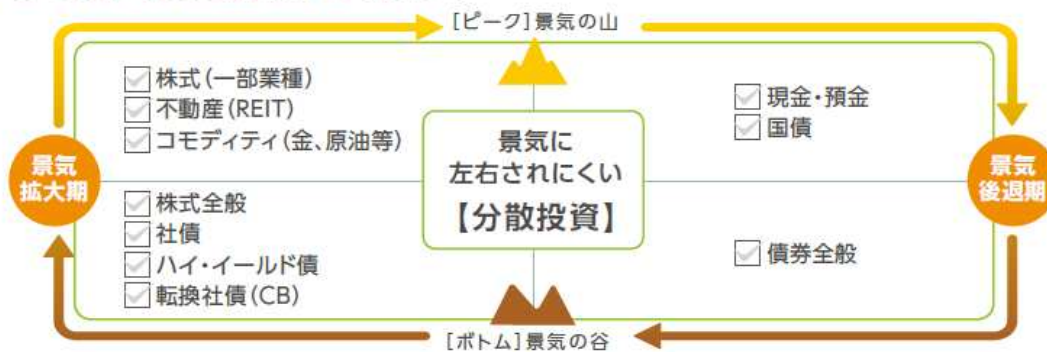 [ピーク]景気の山
株式(一部業種)
不動産(REIT)
コモディティ(金、原油等)
現金・預金
国債
景気
拡大期
景気に
左右されにくい
【分散投資】
景気
後退期
株式全般
社債
ハイ・イールド債
転換社債(CB)
債券全般
[ボトム]景気の谷